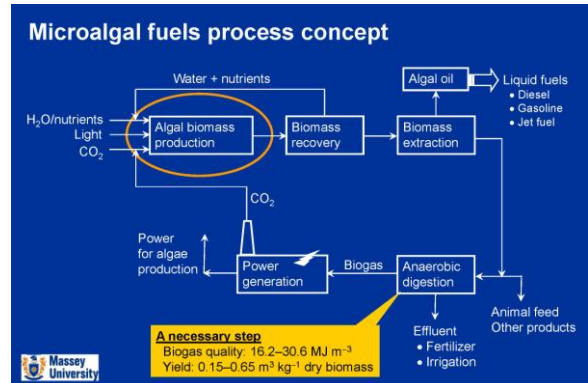 Microalgal fuels process concept
Water + nutrients
Algal oil
Liquid fuels
• Diesel
• Gasoline
• Jet fuel
H₂O/nutrients
Light
CO₂
Algal biomass
production
Biomass
recovery
Biomass
extraction
CO₂
Power
for algae
production
Power
generation
Biogas
Anaerobic
digestion
Animal feed
Other products
Effluent
• Fertilizer
• Irrigation
A necessary step
Biogas quality: 16.2–30.6 MJ m⁻³
Yield: 0.15–0.65 m³ kg⁻¹ dry biomass
Massey
University